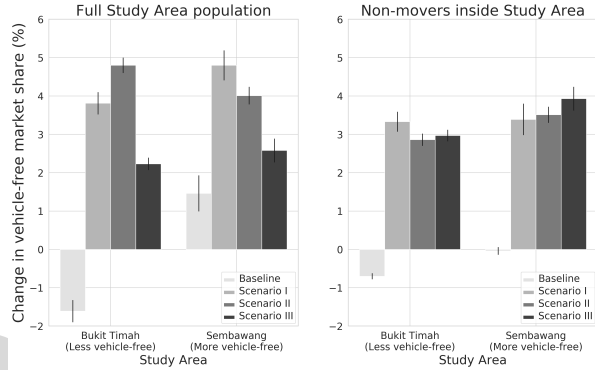 Full Study Area population
Change in vehicle-free market share (%)
6
5
4
3
2
1
0
−1
−2
Baseline
Scenario I
Scenario II
Scenario III
Bukit Timah
(Less vehicle-free)
Sembawang
(More vehicle-free)
Study Area
Non-movers inside Study Area
6
5
4
3
2
1
0
−1
−2
Baseline
Scenario I
Scenario II
Scenario III
Bukit Timah
(Less vehicle-free)
Sembawang
(More vehicle-free)
Study Area